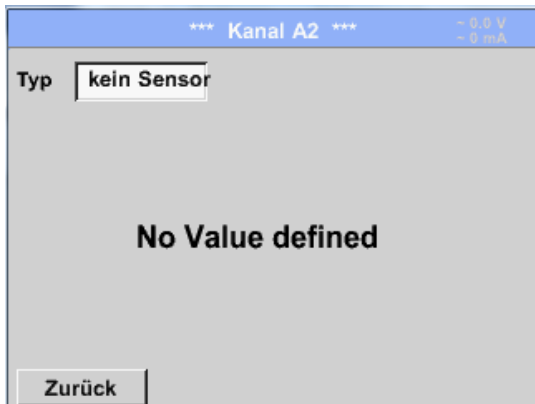 *** Kanal A2 ***
~ 0.0 V
~ 0 mA
Typ kein Sensor
No Value defined
Zurück